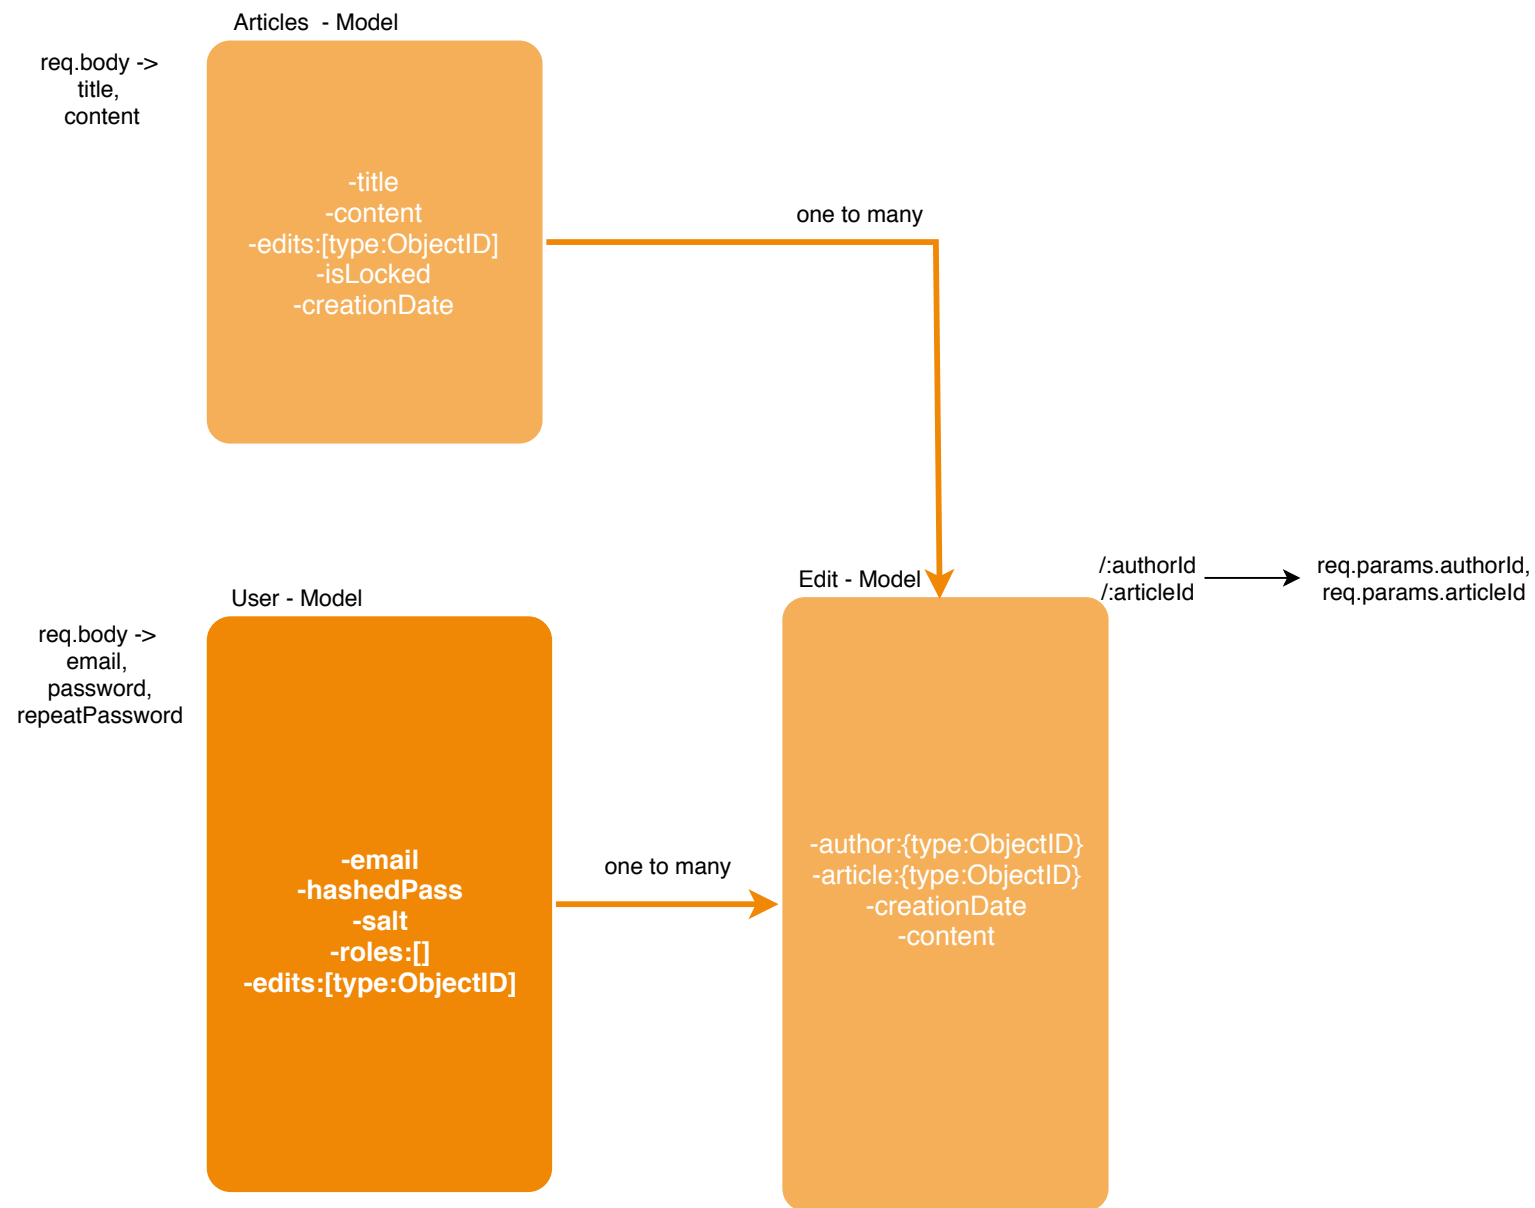 Articles  - Model
req.body ->
title,
content
-title
-content
-edits:[type:ObjectID]
-isLocked
-creationDate
one to many
User - Model
req.body ->
email,
password,
repeatPassword
-email
-hashedPass
-salt
-roles:[]
-edits:[type:ObjectID]
one to many
Edit - Model
/:authorId
/:articleId
req.params.authorId,
req.params.articleId
-author:{type:ObjectID}
-article:{type:ObjectID}
-creationDate
-content